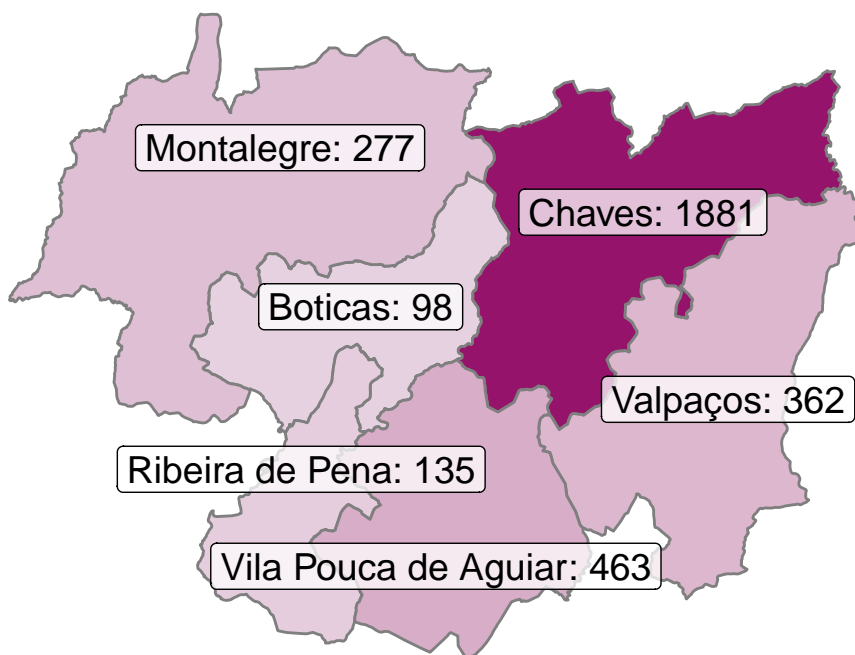 Montalegre: 277
Chaves: 1881
Boticas: 98
Valpaços: 362
Ribeira de Pena: 135
Vila Pouca de Aguiar: 463